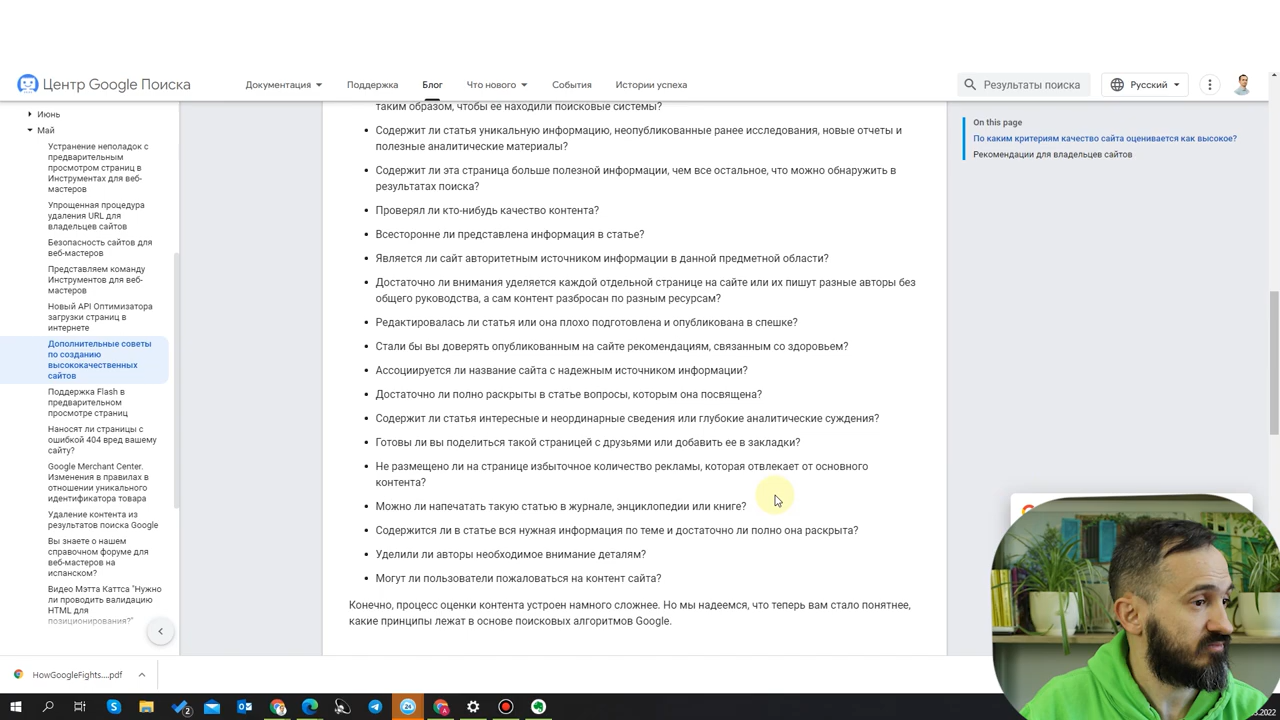 Центр Google Поиска
Документация
Поддержка
Блог
Что нового
События
Истории успеха
Результаты поиска
Русский
Июнь
Май
Устранение неполадок с
предварительным
просмотром страниц в
Инструментах для веб-
мастеров
Упрощенная процедура
удаления URL для
владельцев сайтов
Безопасность сайтов для
веб-мастеров
Представляем команду
Инструментов для веб-
мастеров
Новый API Оптимизатора
загрузки страниц в
интернете
Дополнительные советы
по созданию
высококачественных
сайтов
Поддержка Flash в
предварительном
просмотре страниц
Наносят ли страницы с
ошибкой 404 вред вашему
сайту?
Google Merchant Center.
Изменения в правилах в
отношении уникального
идентификатора товара
Удаление контента из
результатов поиска Google
Вы знаете о нашем
справочном форуме для
веб-мастеров на
испанском?
Видео Мэтта Каттса "Нужно
ли проводить валидацию
HTML для
позиционирования?"
таким образом, чтобы ее находили поисковые системы?
Содержит ли статья уникальную информацию, неопубликованные ранее исследования, новые отчеты и
полезные аналитические материалы?
Содержит ли эта страница больше полезной информации, чем все остальное, что можно обнаружить в
результатах поиска?
Проверял ли кто-нибудь качество контента?
Всесторонне ли представлена информация в статье?
Является ли сайт авторитетным источником информации в данной предметной области?
Достаточно ли внимания уделяется каждой отдельной странице на сайте или их пишут разные авторы без
общего руководства, а сам контент разбросан по разным ресурсам?
Редактировалась ли статья или она плохо подготовлена и опубликована в спешке?
Стали бы вы доверять опубликованным на сайте рекомендациям, связанным со здоровьем?
Ассоциируется ли название сайта с надежным источником информации?
Достаточно ли полно раскрыты в статье вопросы, которым она посвящена?
Содержит ли статья интересные и неординарные сведения или глубокие аналитические суждения?
Готовы ли вы поделиться такой страницей с друзьями или добавить ее в закладки?
Не размещено ли на странице избыточное количество рекламы, которая отвлекает от основного
контента?
Можно ли напечатать такую статью в журнале, энциклопедии или книге?
Содержится ли в статье вся нужная информация по теме и достаточно ли полно она раскрыта?
Уделили ли авторы необходимое внимание деталям?
Могут ли пользователи пожаловаться на контент сайта?
Конечно, процесс оценки контента устроен намного сложнее. Но мы надеемся, что теперь вам стало понятнее,
какие принципы лежат в основе поисковых алгоритмов Google.
On this page
По каким критериям качество сайта оценивается как высокое?
Рекомендации для владельцев сайтов
HowGoogleFights....pdf
2
24
.2022